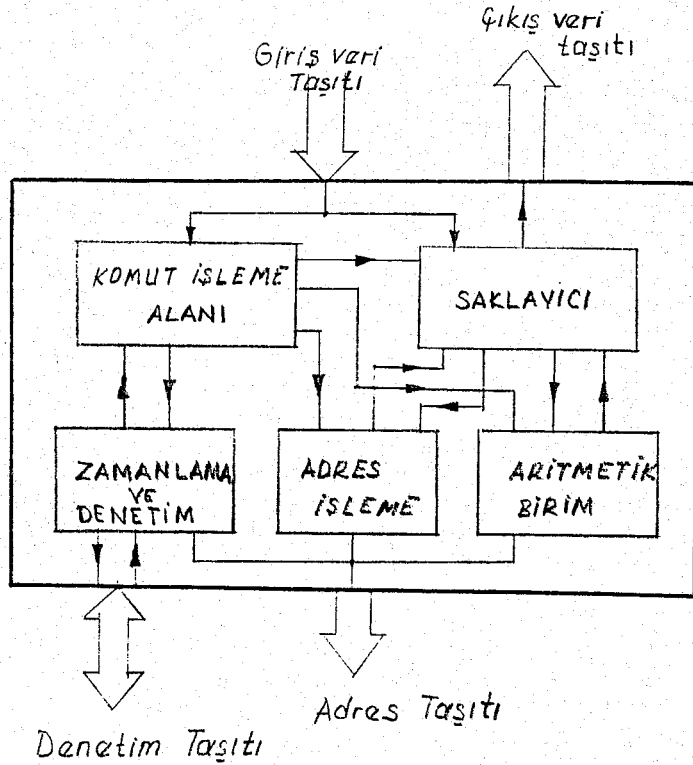 Giriş veri
Taşıtı
Çıkış veri
taşıtı
KOMUT İŞLEME
ALANI
SAKLAYICI
ZAMANLAMA
VE
DENETİM
ADRES
İŞLEME
ARİTMETİK
BİRİM
Adres Taşıtı
Denetim Taşıtı